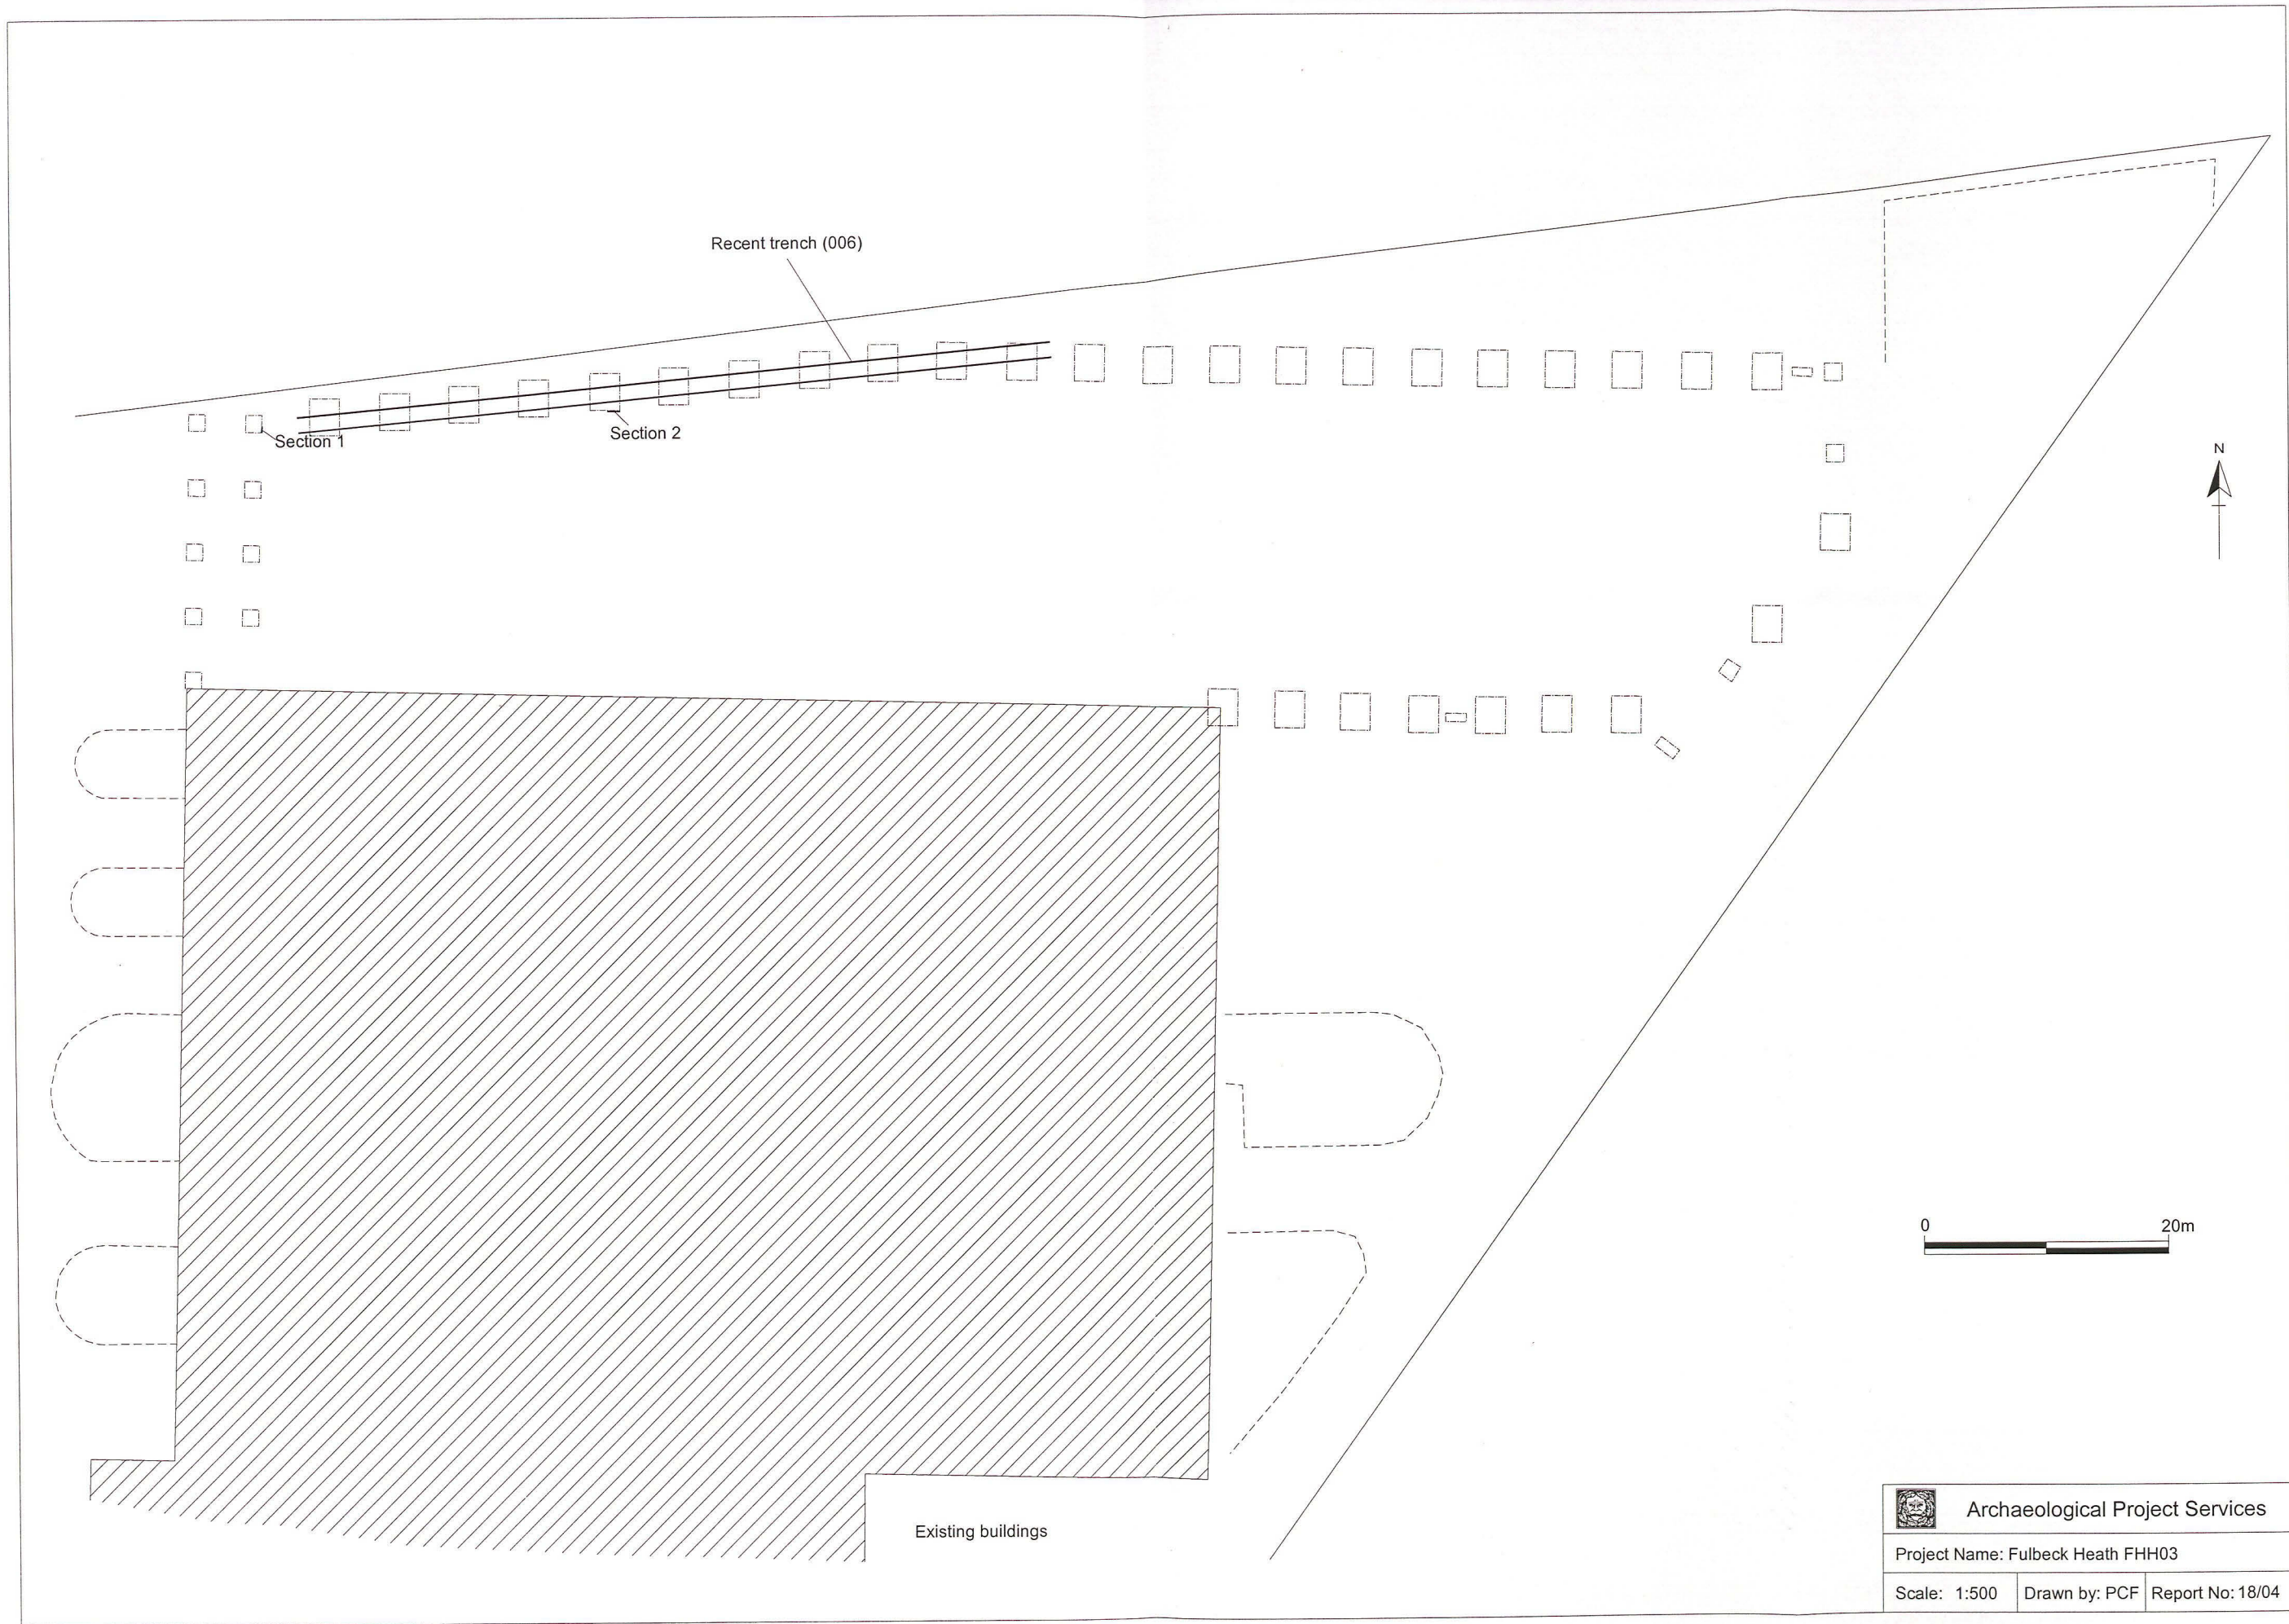 Recent trench (006)
Section 1
Section 2
N
0 20m
Existing buildings
Archaeological Project Services
Project Name: Fulbeck Heath FHH03
Scale: 1:500 Drawn by: PCF Report No: 18/04